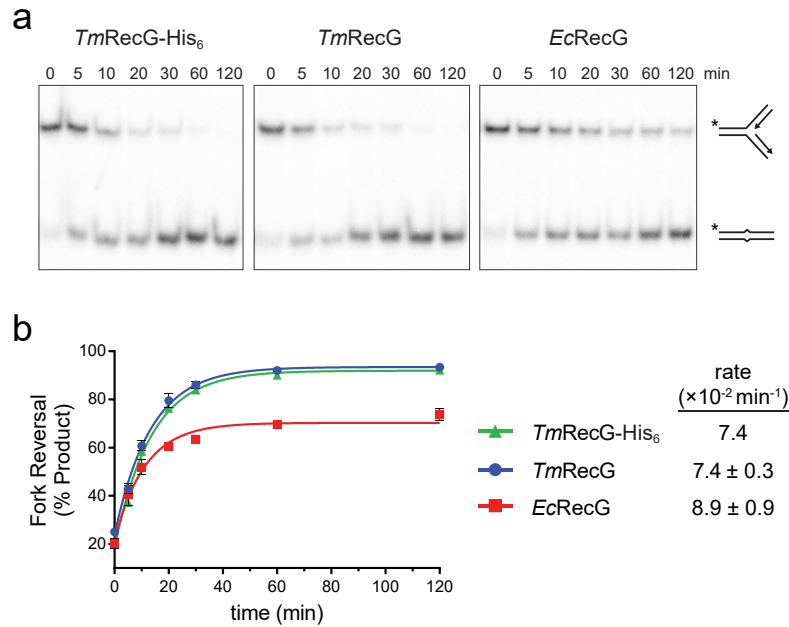 a
TmRecG-His₆ TmRecG EcRecG
0 5 10 20 30 60 120 0 5 10 20 30 60 120 0 5 10 20 30 60 120 min
*
*
b
100
80
60
40
20
0 20 40 60 80 100 120
Fork Reversal
(% Product)
time (min)
rate
(×10⁻² min⁻¹)
TmRecG-His₆ 7.4
TmRecG 7.4 ± 0.3
EcRecG 8.9 ± 0.9